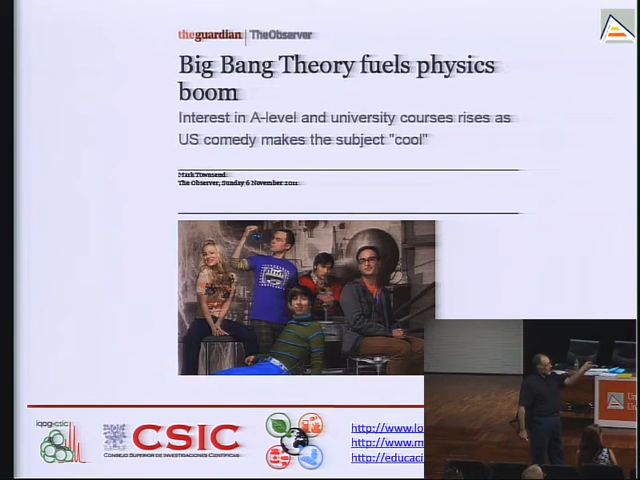 theguardian | TheObserver
Big Bang Theory fuels physics
boom
Interest in A-level and university courses rises as
US comedy makes the subject "cool"
Mark Townsend
The Observer, Sunday 6 November 2011
iqog-csic
CSIC
CONSEJO SUPERIOR DE INVESTIGACIONES CIENTÍFICAS
http://www.lo
http://www.m
http://educaci